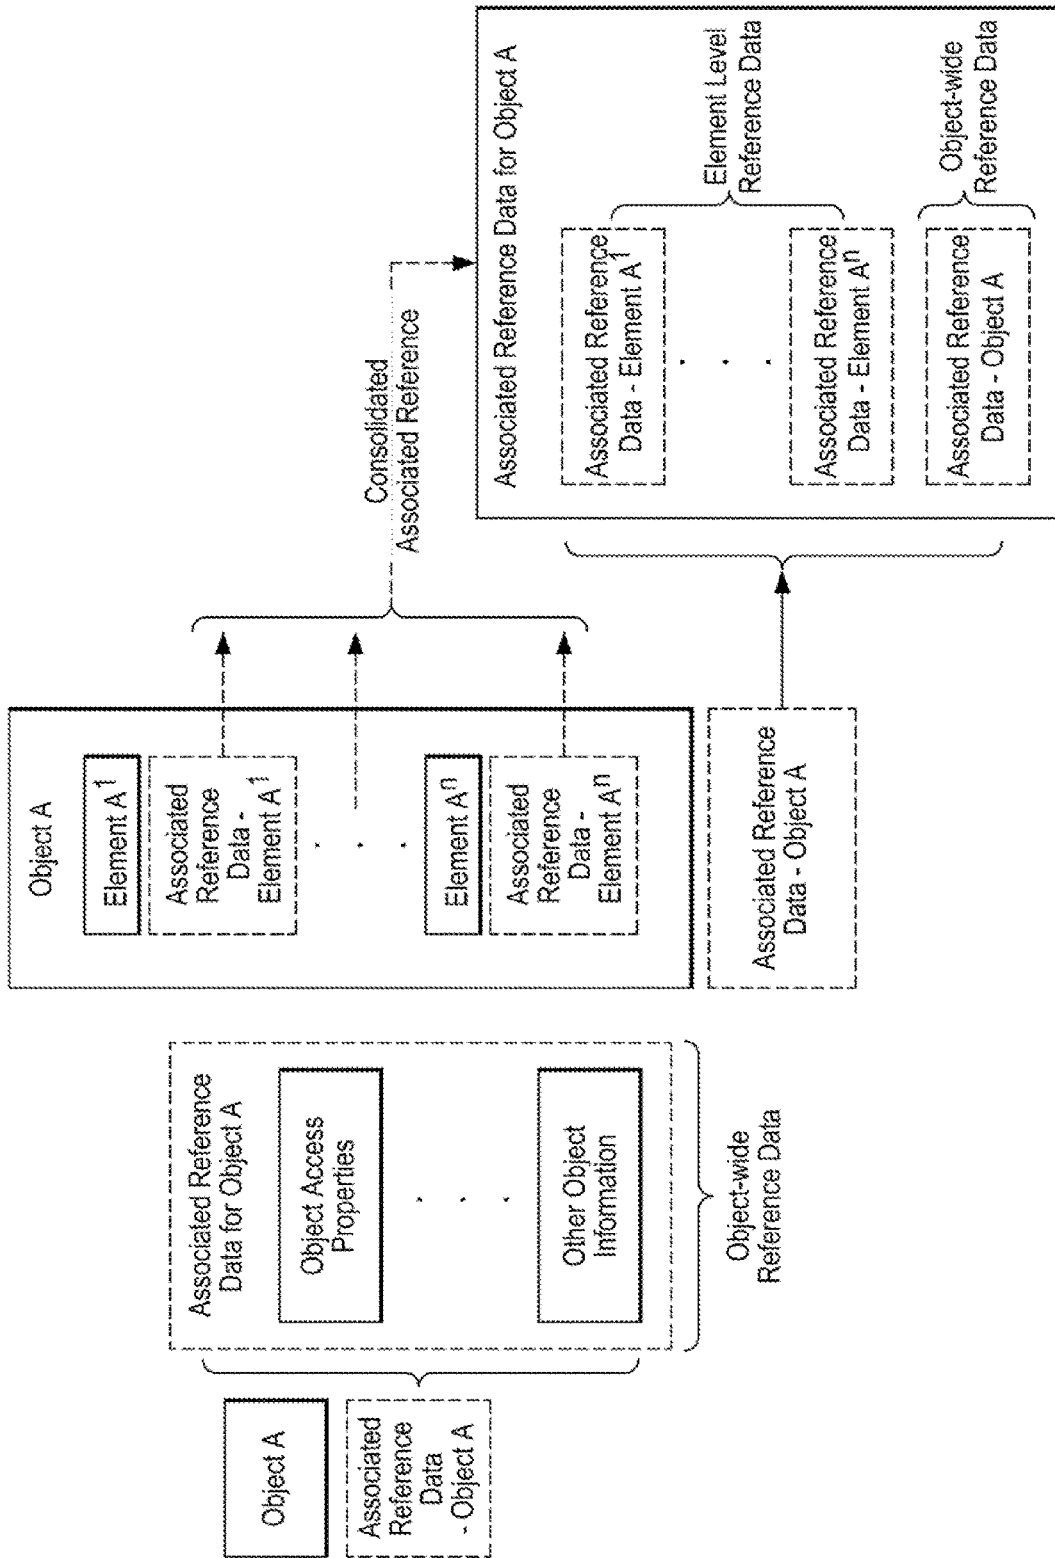 Object A
Associated
Reference
Data
- Object A
Associated Reference
Data for Object A
Object Access
Properties
Other Object
Information
Object-wide
Reference Data
Object A
Element A1
Associated
Reference
Data -
Element A1
Element An
Associated
Reference
Data -
Element An
Associated Reference
Data - Object A
Consolidated
Associated Reference
Associated Reference Data for Object A
Associated Reference
Data - Element A1
Associated Reference
Data - Element An
Associated Reference
Data - Object A
Element Level
Reference Data
Object-wide
Reference Data